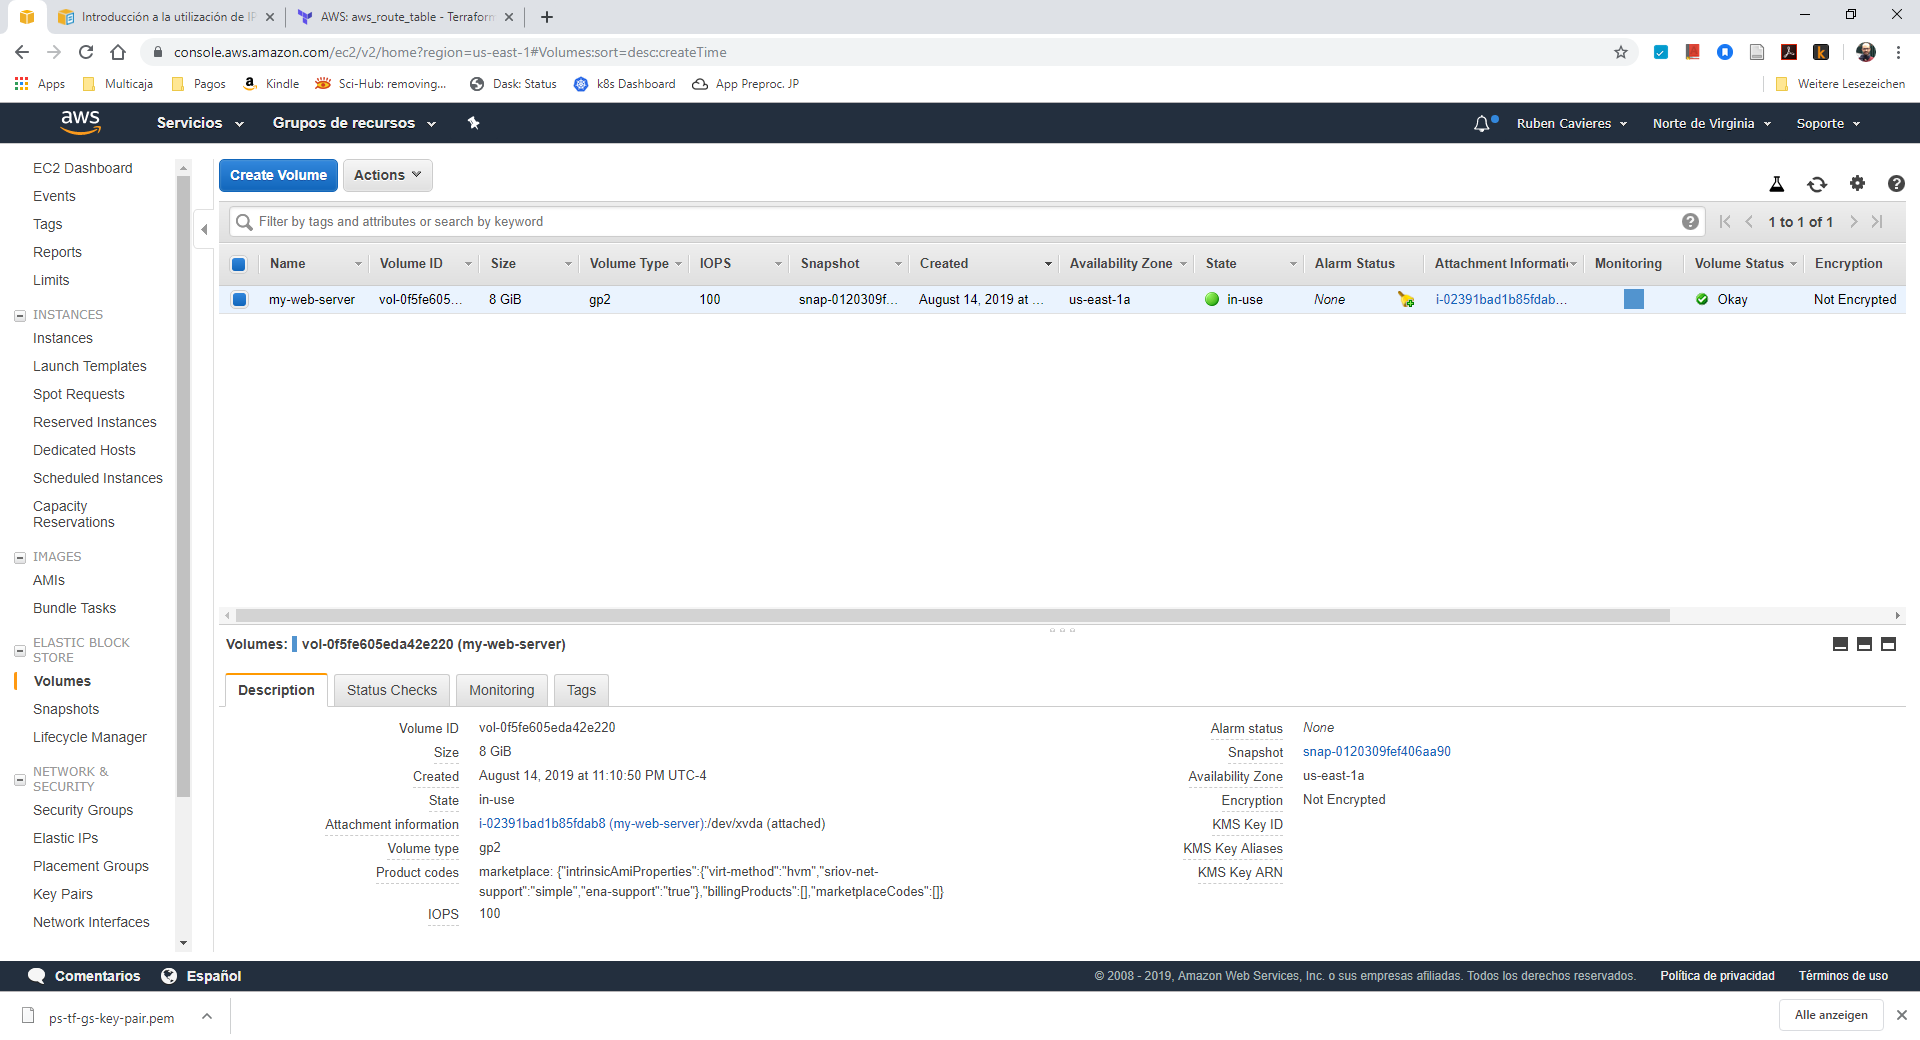 Introducción a la utilización de IP
AWS: aws_route_table - Terraform
console.aws.amazon.com/ec2/v2/home?region=us-east-1#Volumes:sort=desc:createTime
Apps
Multicaja
Pagos
Kindle
Sci-Hub: removing...
Dask: Status
k8s Dashboard
App Preproc. JP
Weitere Lesezeichen
aws
Servicios
Grupos de recursos
Ruben Cavieres
Norte de Virginia
Soporte
EC2 Dashboard
Events
Tags
Reports
Limits
INSTANCES
Instances
Launch Templates
Spot Requests
Reserved Instances
Dedicated Hosts
Scheduled Instances
Capacity
Reservations
IMAGES
AMIs
Bundle Tasks
ELASTIC BLOCK
STORE
Volumes
Snapshots
Lifecycle Manager
NETWORK &
SECURITY
Security Groups
Elastic IPs
Placement Groups
Key Pairs
Network Interfaces
Create Volume
Actions
Filter by tags and attributes or search by keyword
1 to 1 of 1
Name Volume ID Size Volume Type IOPS Snapshot Created Availability Zone State Alarm Status Attachment Informati Monitoring Volume Status Encryption
my-web-server vol-0f5fe605... 8 GiB gp2 100 snap-0120309f... August 14, 2019 at ... us-east-1a in-use None i-02391bad1b85fdab... Okay Not Encrypted
Volumes: vol-0f5fe605eda42e220 (my-web-server)
Description Status Checks Monitoring Tags
Volume ID vol-0f5fe605eda42e220
Size 8 GiB
Created August 14, 2019 at 11:10:50 PM UTC-4
State in-use
Attachment information i-02391bad1b85fdab8 (my-web-server):/dev/xvda (attached)
Volume type gp2
Product codes marketplace: {"intrinsicAmiProperties":{"virt-method":"hvm","sriov-net-
support":"simple","ena-support":"true"},"billingProducts":[],"marketplaceCodes":[]}
IOPS 100
Alarm status None
Snapshot snap-0120309fef406aa90
Availability Zone us-east-1a
Encryption Not Encrypted
KMS Key ID
KMS Key Aliases
KMS Key ARN
Comentarios
Español
© 2008 - 2019, Amazon Web Services, Inc. o sus empresas afiliadas. Todos los derechos reservados.
Política de privacidad
Términos de uso
ps-tf-gs-key-pair.pem
Alle anzeigen